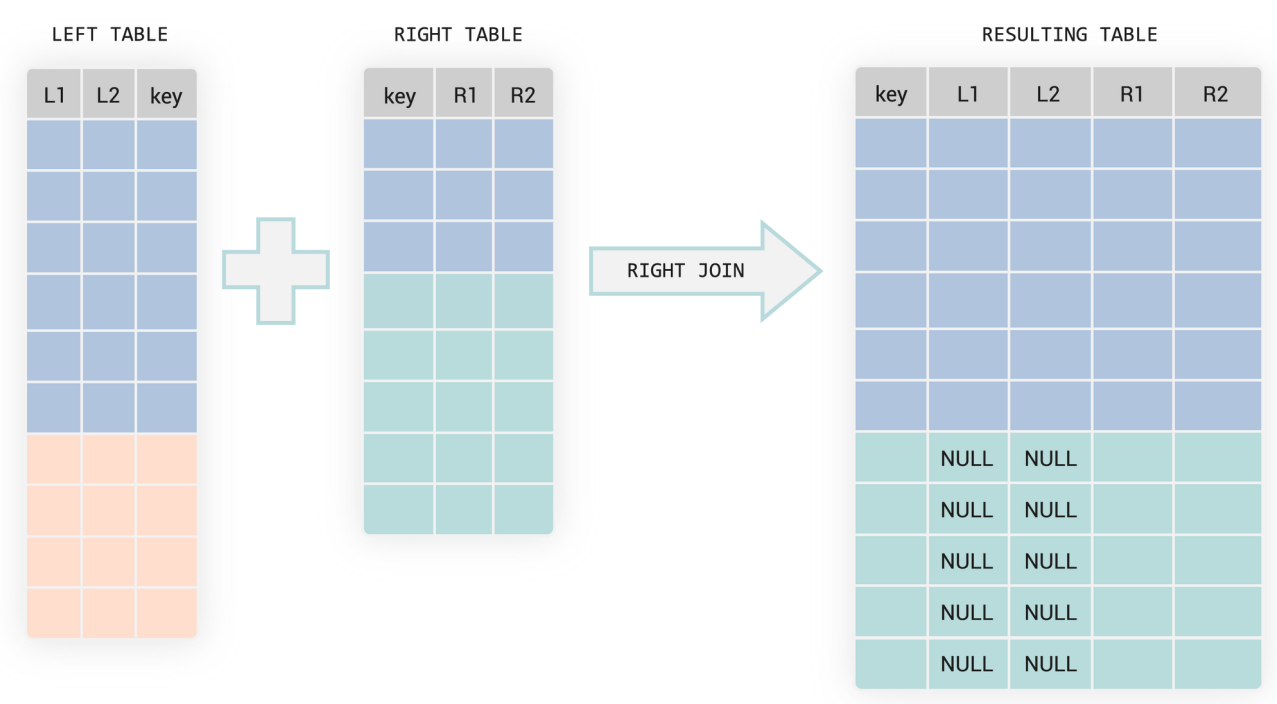 LEFT TABLE
RIGHT TABLE
RESULTING TABLE
L1 L2 key
key R1 R2
key L1 L2 R1 R2
RIGHT JOIN
NULL NULL
NULL NULL
NULL NULL
NULL NULL
NULL NULL